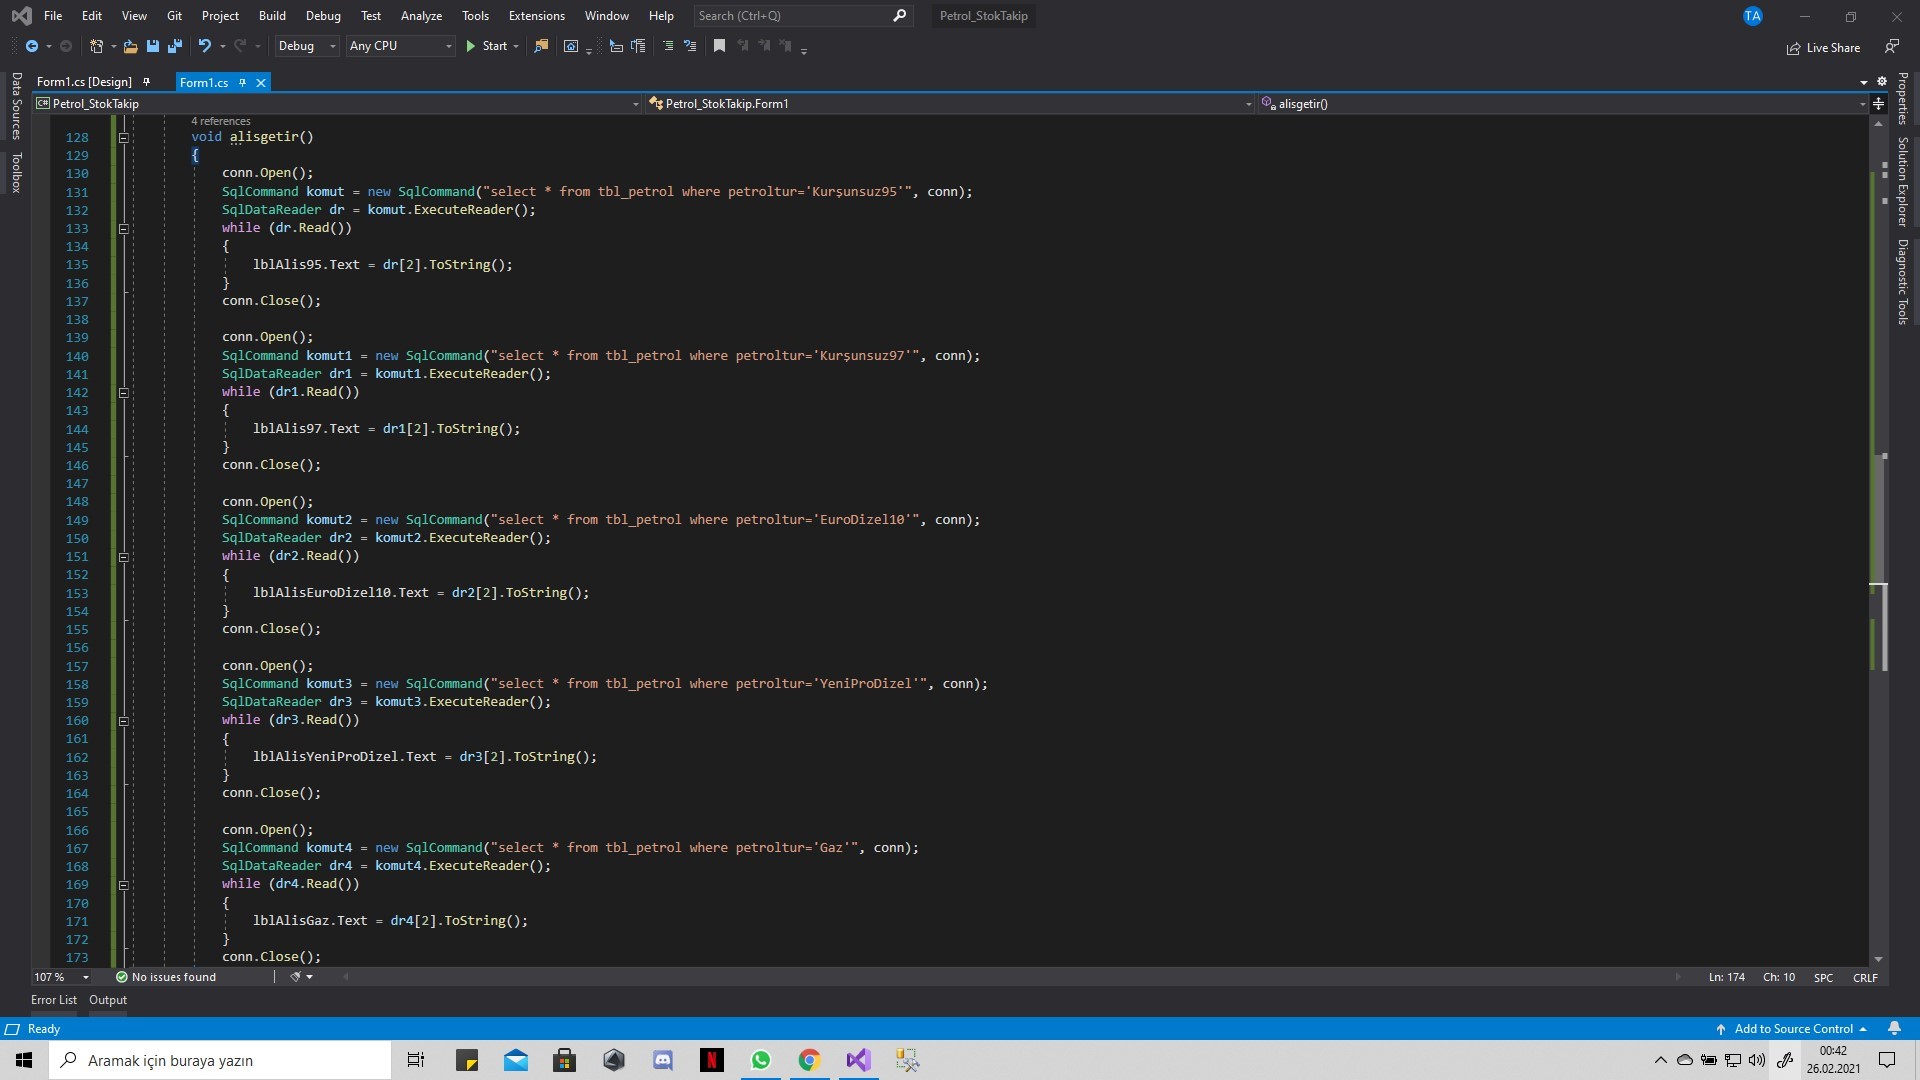 File Edit View Git Project Build Debug Test Analyze Tools Extensions Window Help Search (Ctrl+Q) Petrol_StokTakip TA
Debug Any CPU Start Live Share
Form1.cs [Design] Form1.cs
Petrol_StokTakip Petrol_StokTakip.Form1 alisgetir()
Data Sources
Toolbox
Properties
Solution Explorer
Diagnostic Tools
4 references
128 void alisgetir()
129 {
130 conn.Open();
131 SqlCommand komut = new SqlCommand("select * from tbl_petrol where petroltur='Kurşunsuz95'", conn);
132 SqlDataReader dr = komut.ExecuteReader();
133 while (dr.Read())
134 {
135 lblAlis95.Text = dr[2].ToString();
136 }
137 conn.Close();
138
139 conn.Open();
140 SqlCommand komut1 = new SqlCommand("select * from tbl_petrol where petroltur='Kurşunsuz97'", conn);
141 SqlDataReader dr1 = komut1.ExecuteReader();
142 while (dr1.Read())
143 {
144 lblAlis97.Text = dr1[2].ToString();
145 }
146 conn.Close();
147
148 conn.Open();
149 SqlCommand komut2 = new SqlCommand("select * from tbl_petrol where petroltur='EuroDizel10'", conn);
150 SqlDataReader dr2 = komut2.ExecuteReader();
151 while (dr2.Read())
152 {
153 lblAlisEuroDizel10.Text = dr2[2].ToString();
154 }
155 conn.Close();
156
157 conn.Open();
158 SqlCommand komut3 = new SqlCommand("select * from tbl_petrol where petroltur='YeniProDizel'", conn);
159 SqlDataReader dr3 = komut3.ExecuteReader();
160 while (dr3.Read())
161 {
162 lblAlisYeniProDizel.Text = dr3[2].ToString();
163 }
164 conn.Close();
165
166 conn.Open();
167 SqlCommand komut4 = new SqlCommand("select * from tbl_petrol where petroltur='Gaz'", conn);
168 SqlDataReader dr4 = komut4.ExecuteReader();
169 while (dr4.Read())
170 {
171 lblAlisGaz.Text = dr4[2].ToString();
172 }
173 conn.Close();
107 % No issues found Ln: 174 Ch: 10 SPC CRLF
Error List Output
Ready Add to Source Control
Aramak için buraya yazın
00:42
26.02.2021